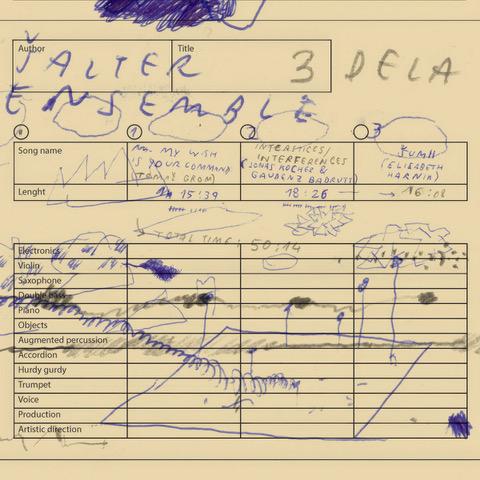 Author
Title
ŠALTER
3 DELA
ENSEMBLE
1
2
3
Song name
MR. MY WISH
IS YOUR COMMAND
(TOMAŽ GROM)
INTERSTICES/
INTERFERENCES
(JONAS KOCHER &
GAUDENZ BADRUTT)
ŠUMI
(ELISABETH
HARNIK)
Lenght
15:39
18:26
16:08
TOTAL TIME: 50:14
Electronics
Violin
Saxophone
Double bass
Piano
Objects
Augmented percussion
Accordion
Hurdy gurdy
Trumpet
Voice
Production
Artistic direction